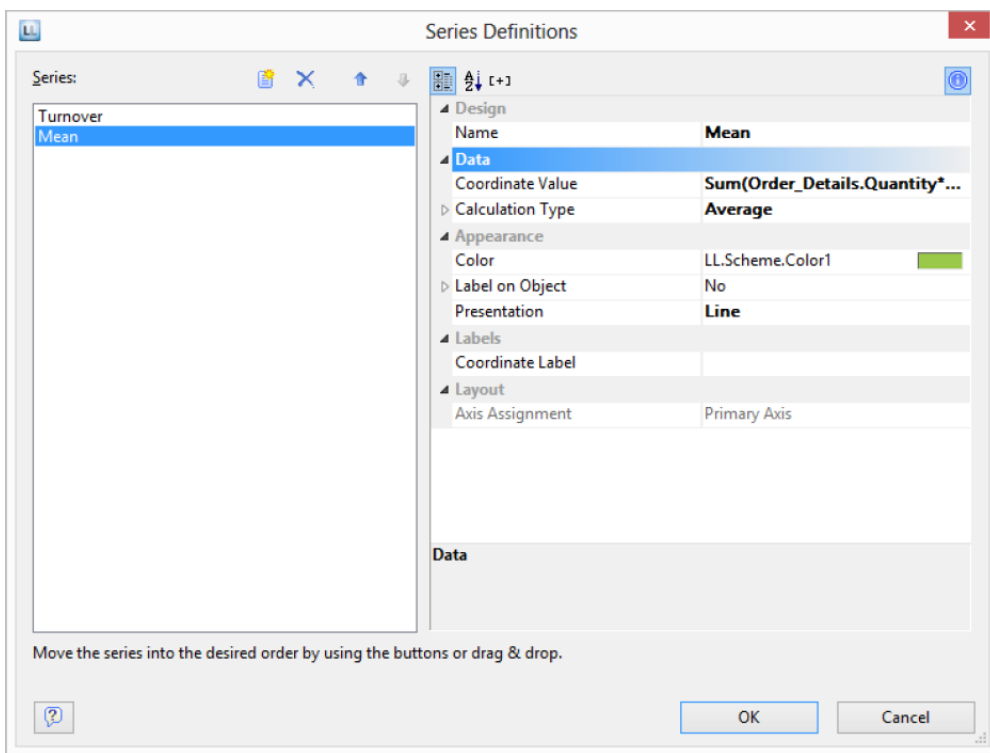 LL
Series Definitions
Series:
Turnover
Mean
A
Z
[+]
Design
Name Mean
Data
Coordinate Value Sum(Order_Details.Quantity*...
Calculation Type Average
Appearance
Color LL.Scheme.Color1
Label on Object No
Presentation Line
Labels
Coordinate Label
Layout
Axis Assignment Primary Axis
Data
Move the series into the desired order by using the buttons or drag & drop.
OK Cancel